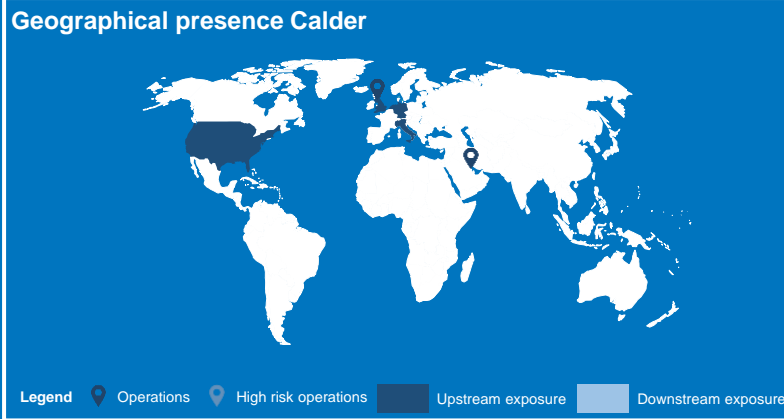 Geographical presence Calder
Legend Operations High risk operations Upstream exposure Downstream exposure